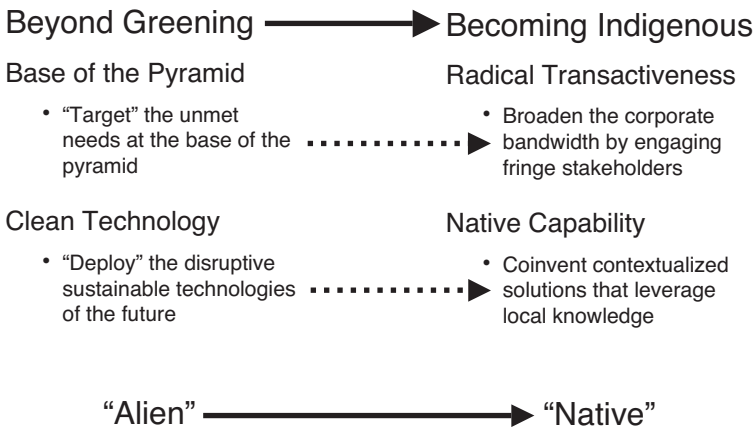 Beyond Greening
Becoming Indigenous
Base of the Pyramid
• “Target” the unmet
needs at the base of the
pyramid
Radical Transactiveness
• Broaden the corporate
bandwidth by engaging
fringe stakeholders
Clean Technology
• “Deploy” the disruptive
sustainable technologies
of the future
Native Capability
• Coinvent contextualized
solutions that leverage
local knowledge
“Alien”
“Native”